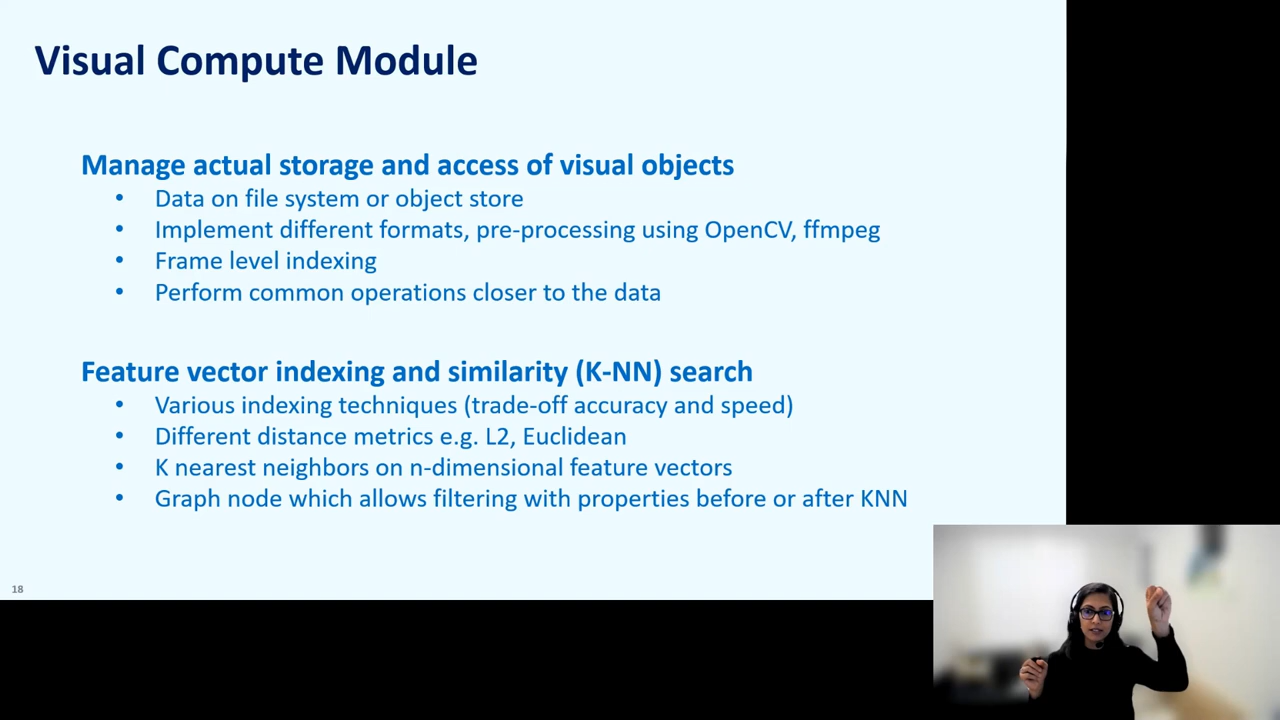 Visual Compute Module
Manage actual storage and access of visual objects
• Data on file system or object store
• Implement different formats, pre-processing using OpenCV, ffmpeg
• Frame level indexing
• Perform common operations closer to the data
Feature vector indexing and similarity (K-NN) search
• Various indexing techniques (trade-off accuracy and speed)
• Different distance metrics e.g. L2, Euclidean
• K nearest neighbors on n-dimensional feature vectors
• Graph node which allows filtering with properties before or after KNN
18